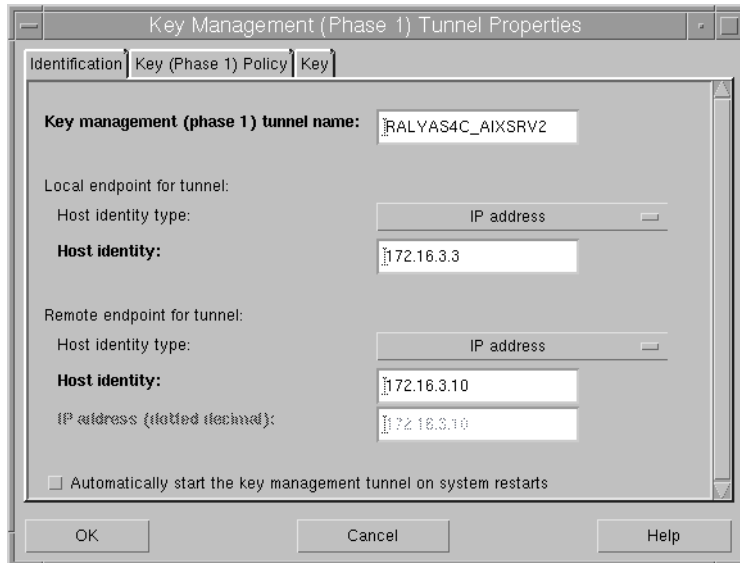 Key Management (Phase 1) Tunnel Properties
Identification Key (Phase 1) Policy Key
Key management (phase 1) tunnel name: RALYAS4C_AIXSRV2
Local endpoint for tunnel:
Host identity type: IP address
Host identity: 172.16.3.3
Remote endpoint for tunnel:
Host identity type: IP address
Host identity: 172.16.3.10
IP address (dotted decimal): 172.16.3.10
Automatically start the key management tunnel on system restarts
OK Cancel Help